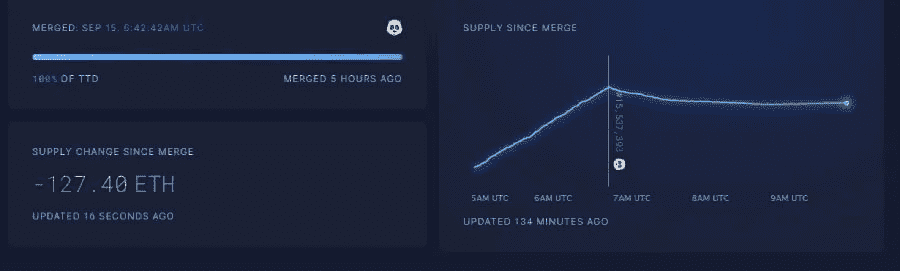 MERGED: SEP 15, 6:42:42AM UTC
100% OF TTD
MERGED 5 HOURS AGO
SUPPLY CHANGE SINCE MERGE
-127.40 ETH
UPDATED 16 SECONDS AGO
SUPPLY SINCE MERGE
#15,537,393
5AM UTC
6AM UTC
7AM UTC
8AM UTC
9AM UTC
UPDATED 134 MINUTES AGO